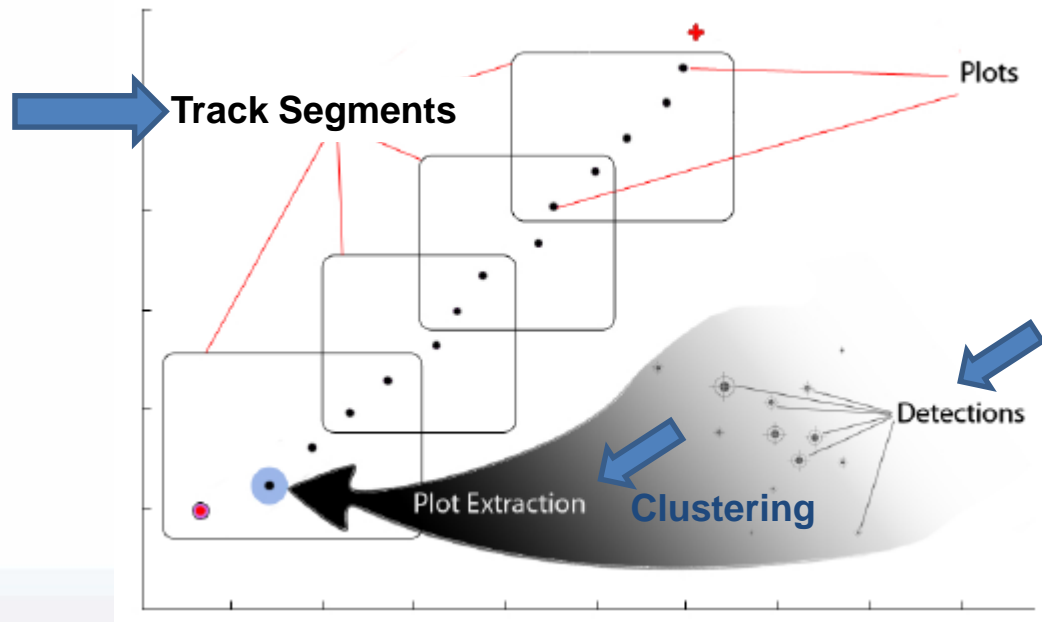 Plots
Track Segments
Detections
Plot Extraction
Clustering